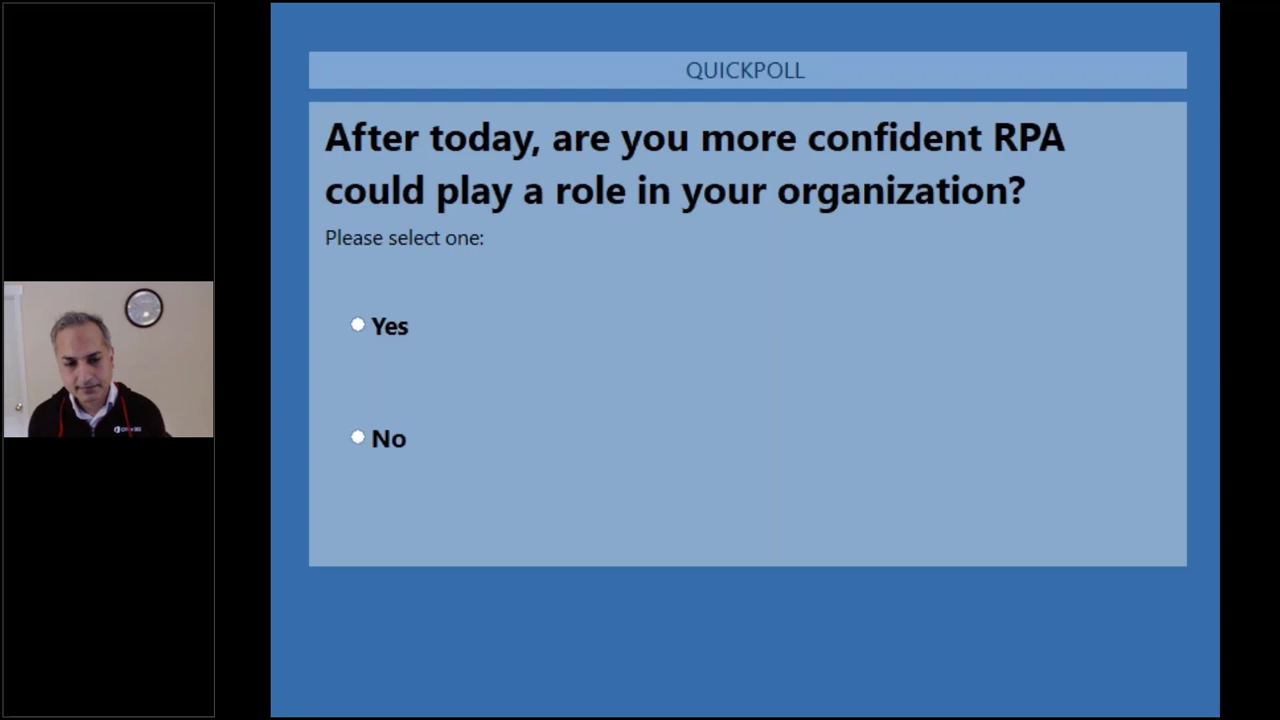 QUICKPOLL
After today, are you more confident RPA
could play a role in your organization?
Please select one:
Yes
No